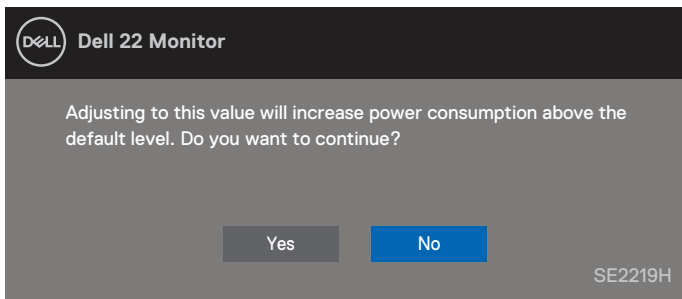 DELL Dell 22 Monitor
Adjusting to this value will increase power consumption above the
default level. Do you want to continue?
Yes No
SE2219H